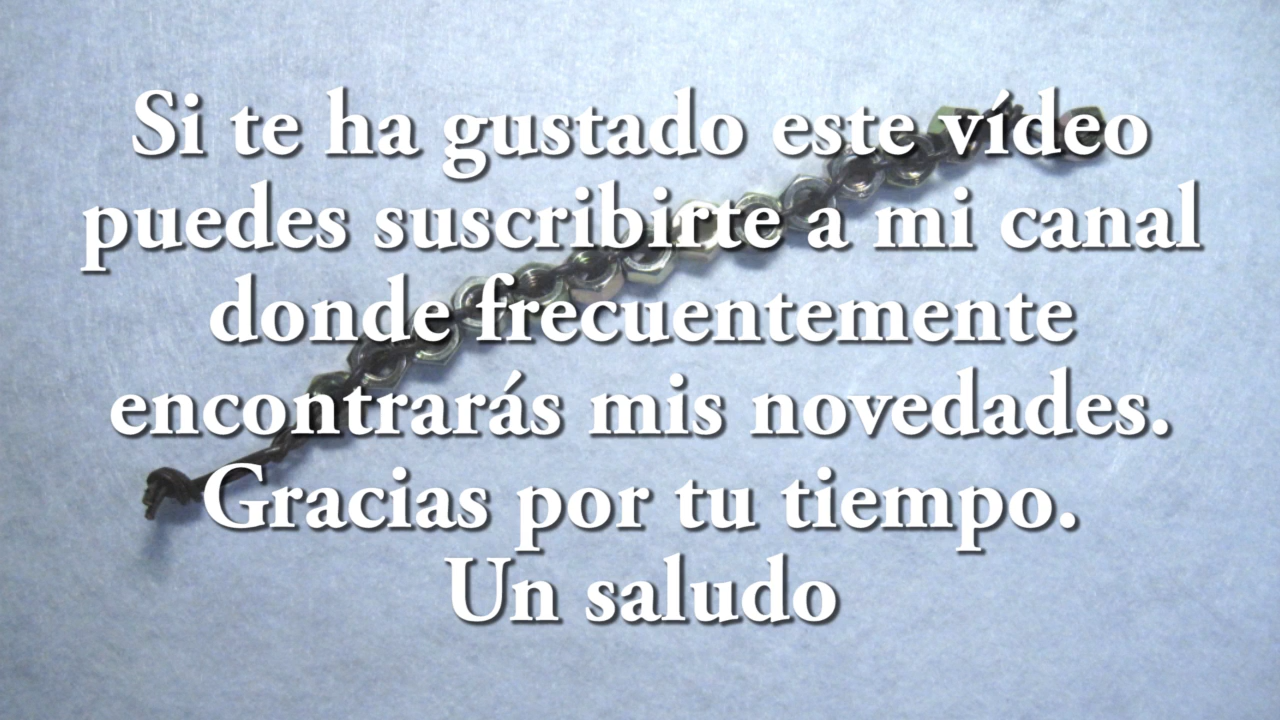 Si te ha gustado este vídeo
puedes suscribirte a mi canal
donde frecuentemente
encontrarás mis novedades.
Gracias por tu tiempo.
Un saludo